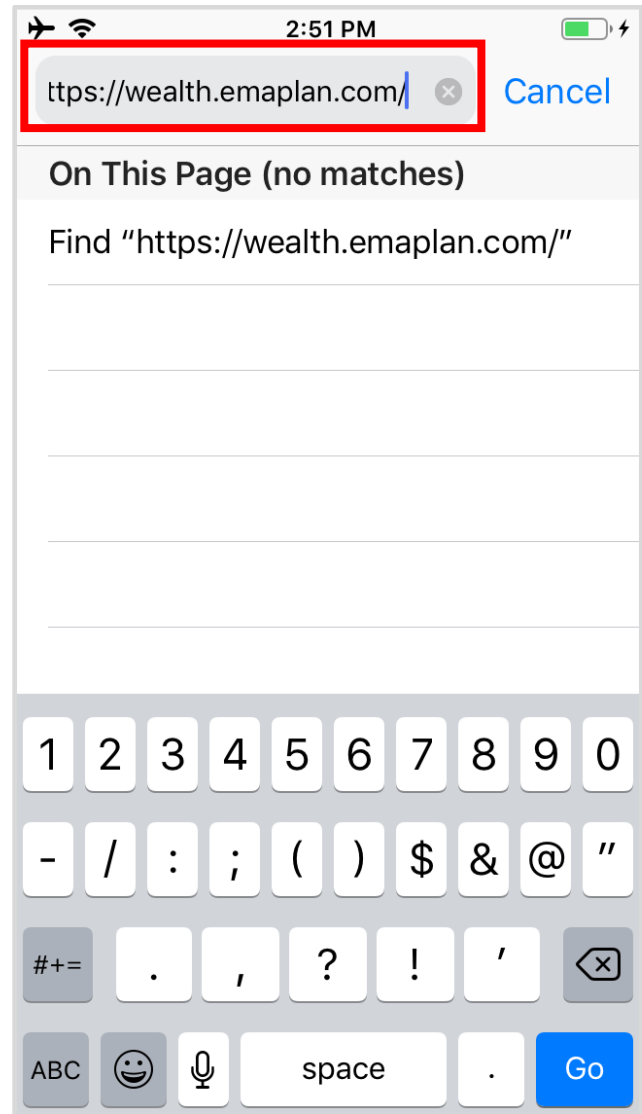 2:51 PM
ttps://wealth.emaplan.com/ Cancel
On This Page (no matches)
Find “https://wealth.emaplan.com/”
1 2 3 4 5 6 7 8 9 0
- / : ; ( ) $ & @ "
#+= . , ? ! '
ABC space . Go